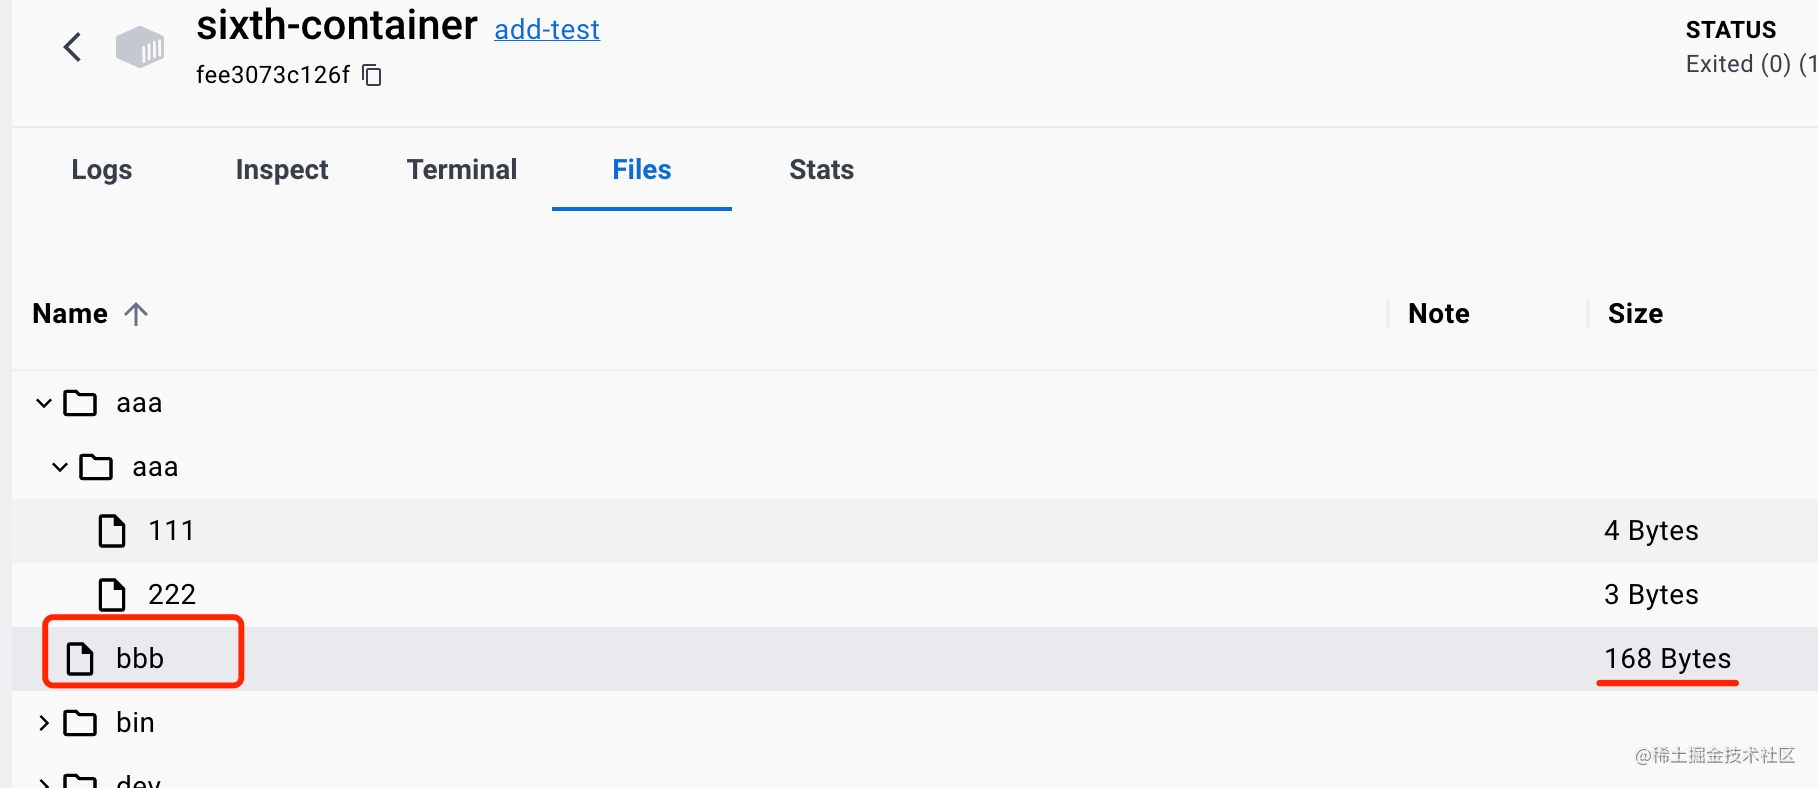 sixth-container add-test
fee3073c126f
STATUS
Exited (0) (1
Logs Inspect Terminal Files Stats
Name Note Size
aaa
aaa
111 4 Bytes
222 3 Bytes
bbb 168 Bytes
bin
dev
@稀土掘金技术社区